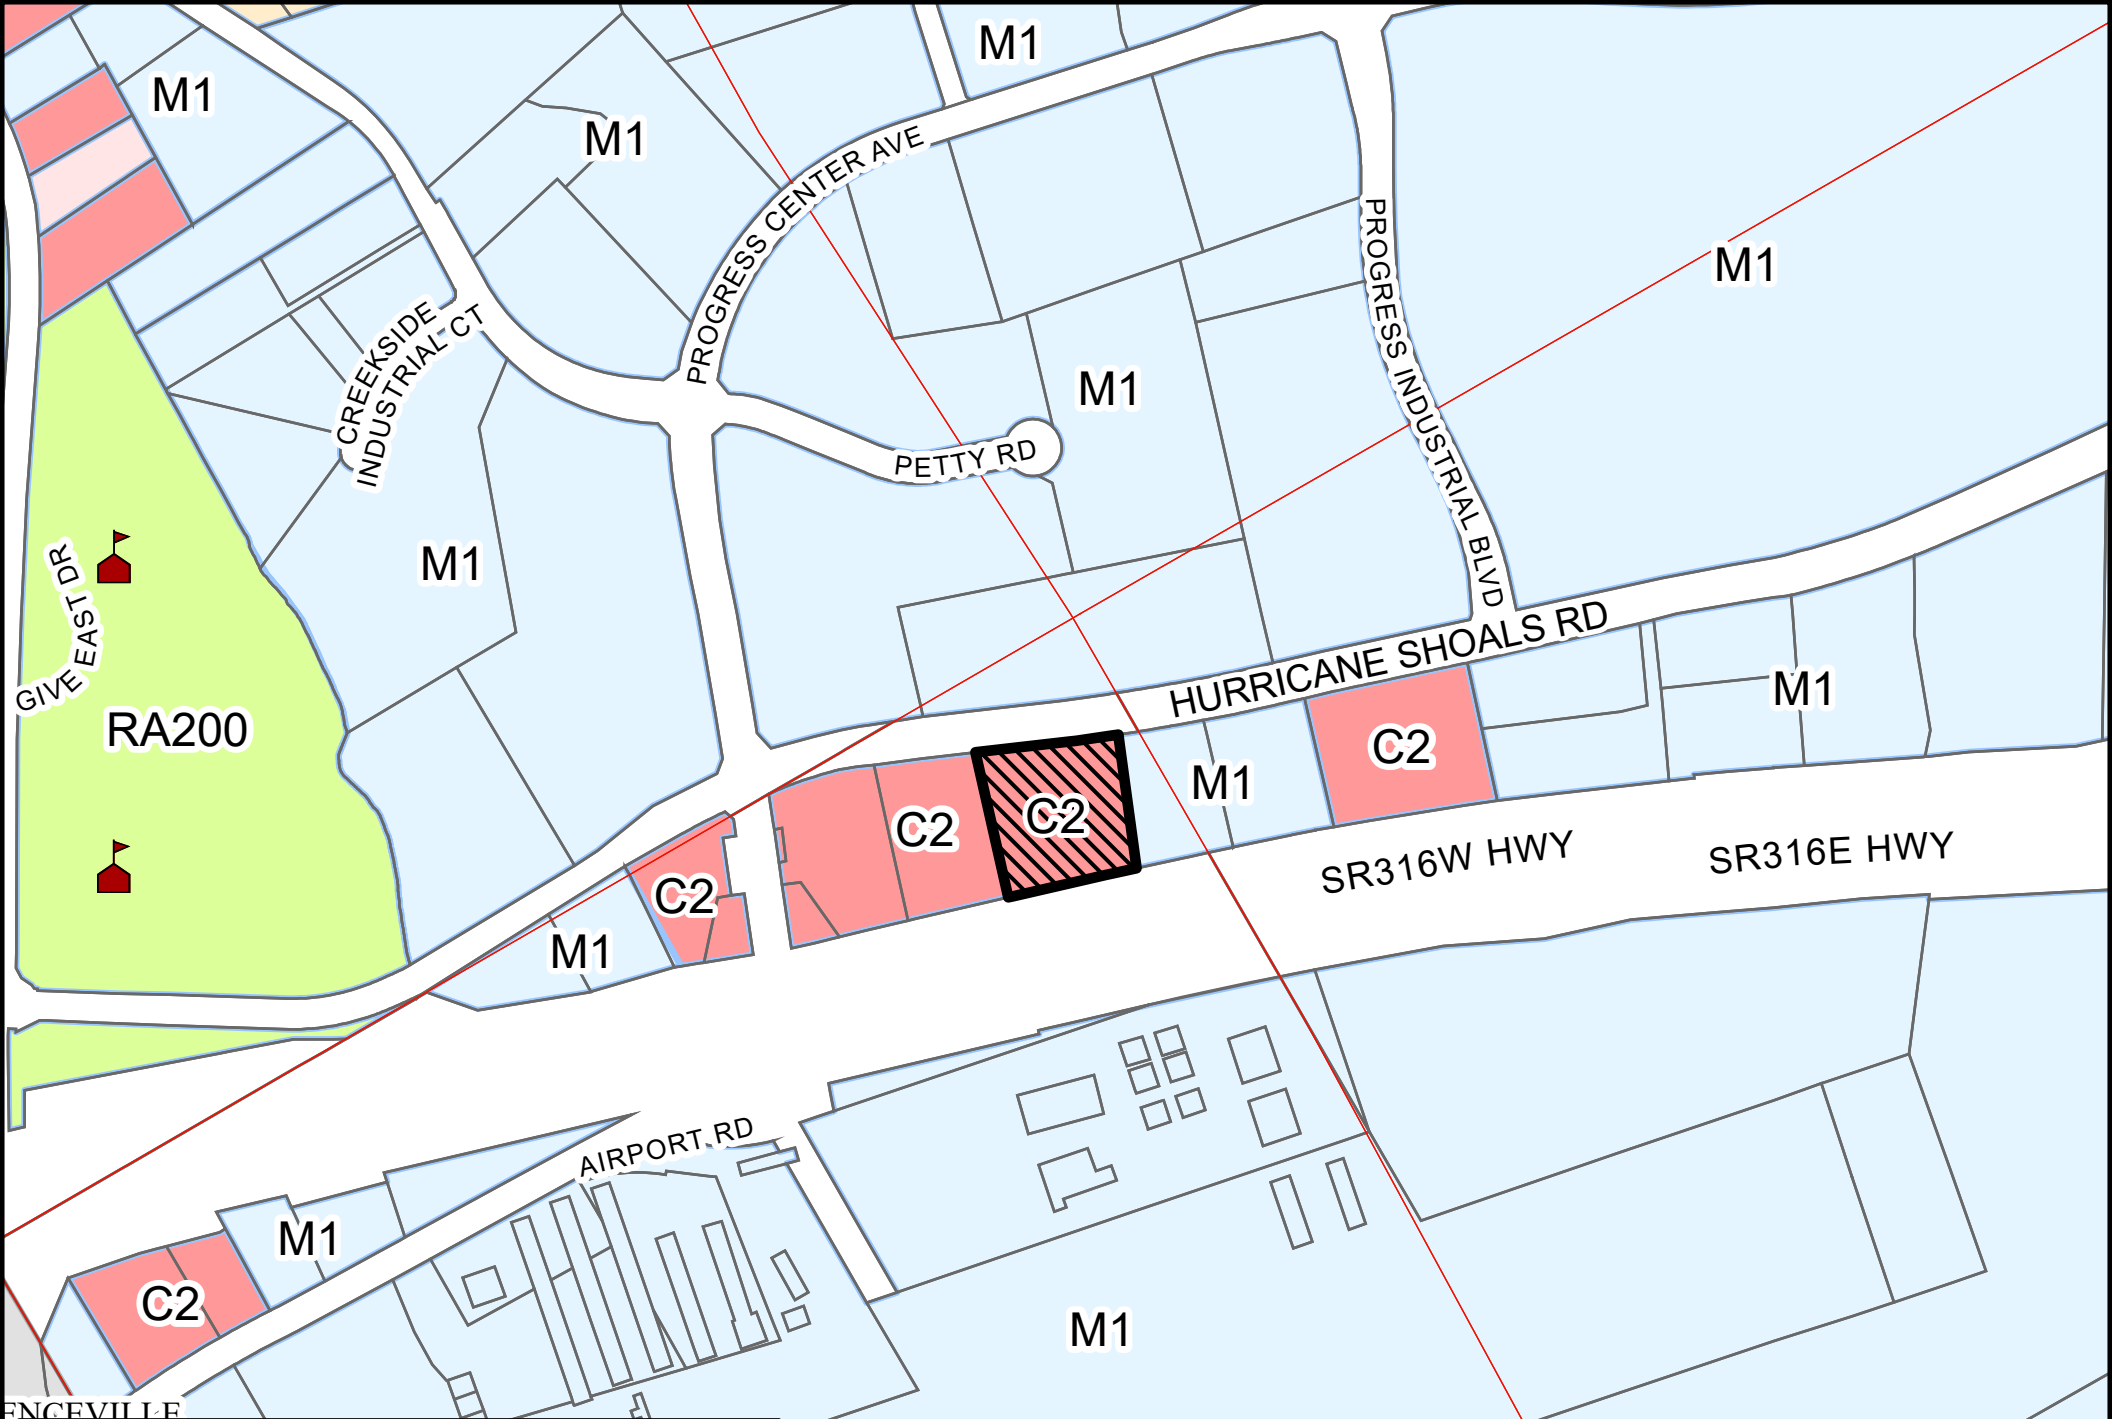 M1
M1
M1
PROGRESS CENTER AVE
PROGRESS INDUSTRIAL BLVD
M1
CREEKSIDE
INDUSTRIAL CT
M1
PETTY RD
M1
GIVE EAST DR
RA200
HURRICANE SHOALS RD
M1
C2
M1
C2
C2
C2
M1
SR316W HWY
SR316E HWY
AIRPORT RD
M1
C2
M1
ENCEVILLE